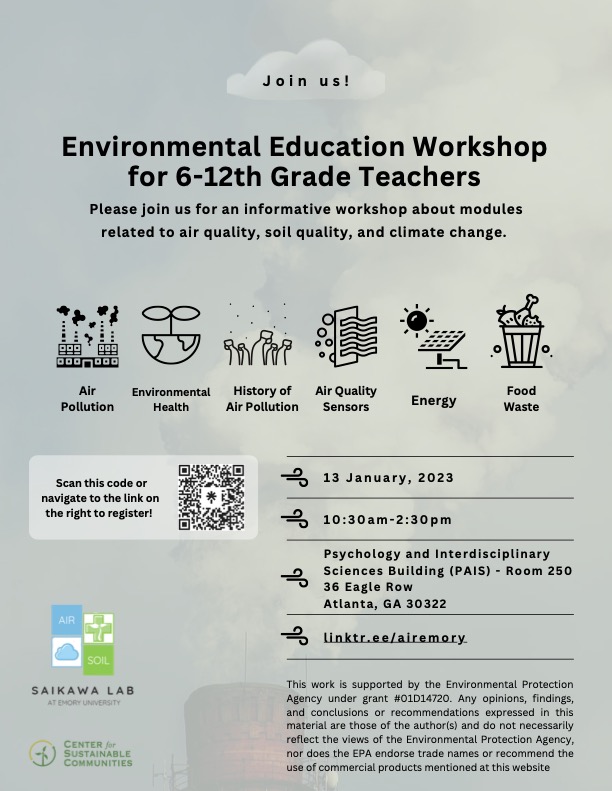 Join us!
Environmental Education Workshop
for 6-12th Grade Teachers
Please join us for an informative workshop about modules
related to air quality, soil quality, and climate change.
Air
Pollution
Environmental
Health
History of
Air Pollution
Air Quality
Sensors
Energy
Food
Waste
Scan this code or
navigate to the link on
the right to register!
13 January, 2023
10:30am-2:30pm
Psychology and Interdisciplinary
Sciences Building (PAIS) - Room 250
36 Eagle Row
Atlanta, GA 30322
linktr.ee/airemory
AIR
SOIL
SAIKAWA LAB
AT EMORY UNIVERSITY
CENTER for
SUSTAINABLE
COMMUNITIES
This work is supported by the Environmental Protection
Agency under grant #01D14720. Any opinions, findings,
and conclusions or recommendations expressed in this
material are those of the author(s) and do not necessarily
reflect the views of the Environmental Protection Agency,
nor does the EPA endorse trade names or recommend the
use of commercial products mentioned at this website